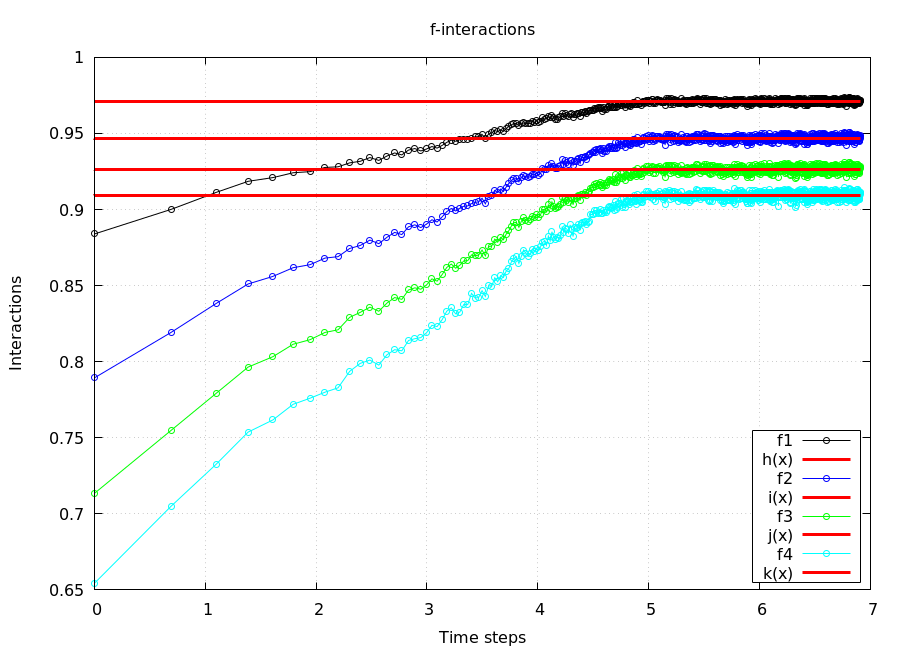 f-interactions
1
0.95
0.9
0.85
0.8
0.75
0.7
0.65
Interactions
0 1 2 3 4 5 6 7
Time steps
f1
h(x)
f2
i(x)
f3
j(x)
f4
k(x)